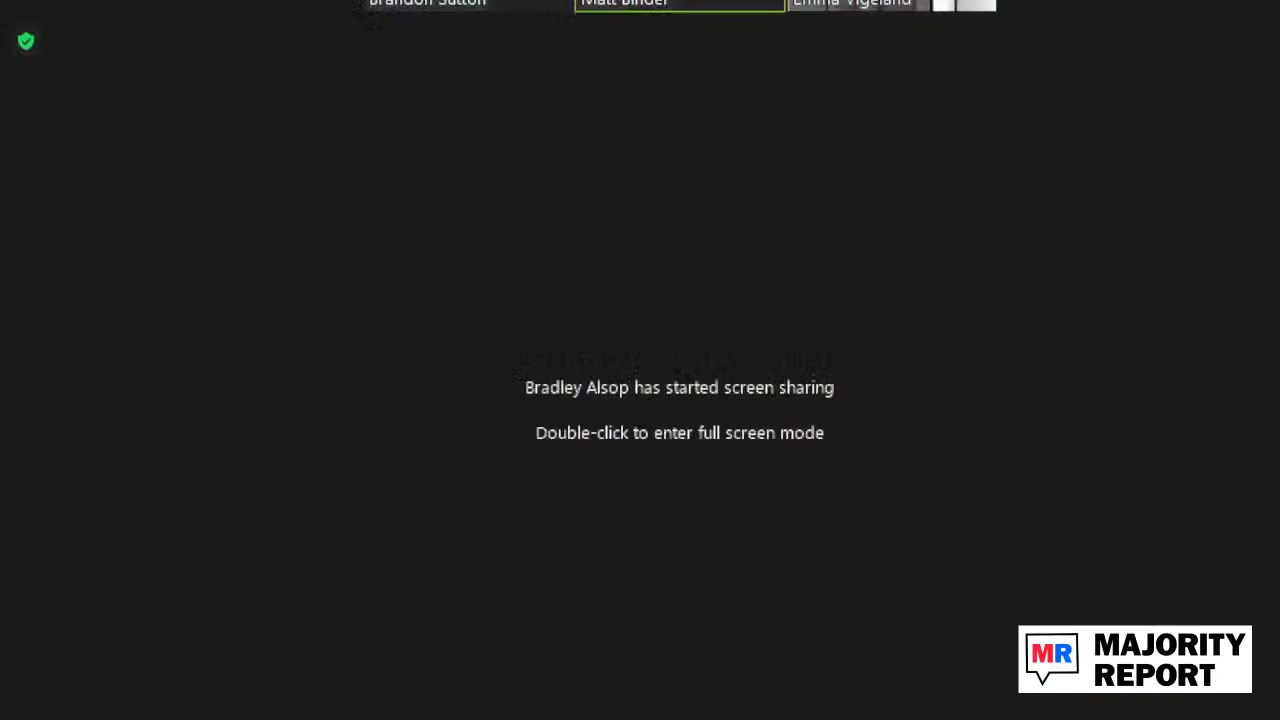 Brandon Sutton
Matt Binder
Emma Vigeland
Bradley Alsop has started screen sharing
Double-click to enter full screen mode
MR
MAJORITY
REPORT